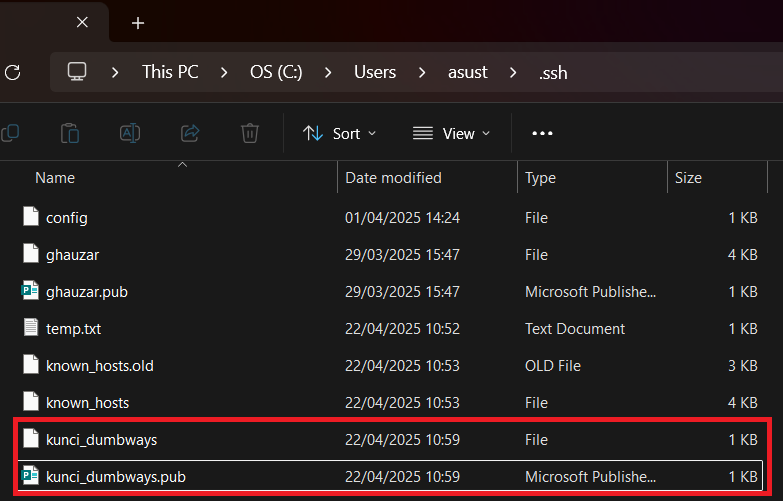 This PC > OS (C:) > Users > asust > .ssh
Sort View
Name Date modified Type Size
config 01/04/2025 14:24 File 1 KB
ghauzar 29/03/2025 15:47 File 4 KB
ghauzar.pub 29/03/2025 15:47 Microsoft Publishe... 1 KB
temp.txt 22/04/2025 10:52 Text Document 1 KB
known_hosts.old 22/04/2025 10:53 OLD File 3 KB
known_hosts 22/04/2025 10:53 File 4 KB
kunci_dumbways 22/04/2025 10:59 File 1 KB
kunci_dumbways.pub 22/04/2025 10:59 Microsoft Publishe... 1 KB